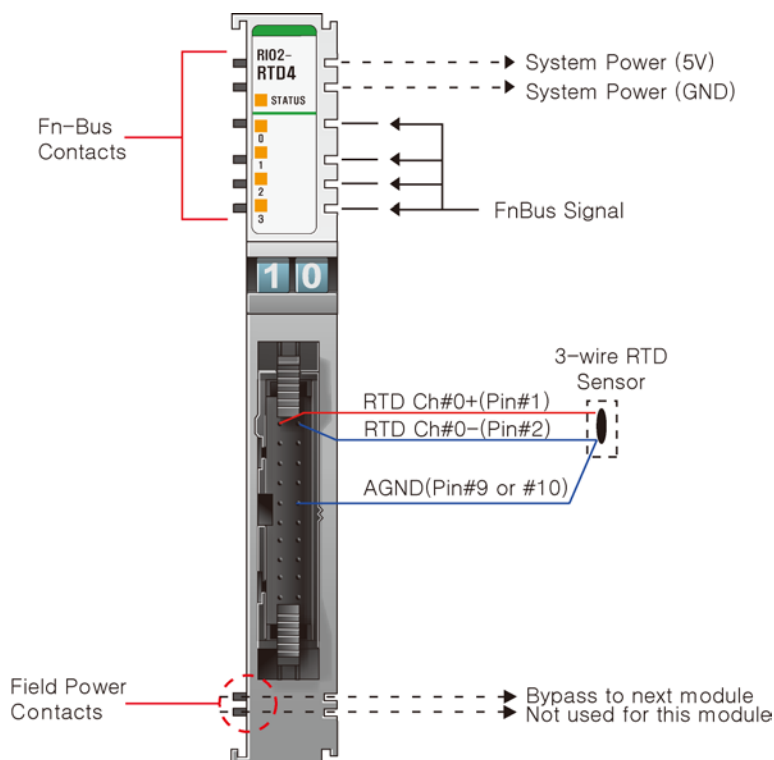 RIO2-
RTD4
STATUS
0
1
2
3
System Power (5V)
System Power (GND)
Fn-Bus
Contacts
FnBus Signal
1 0
3-wire RTD
Sensor
RTD Ch#0+(Pin#1)
RTD Ch#0-(Pin#2)
AGND(Pin#9 or #10)
Field Power
Contacts
Bypass to next module
Not used for this module